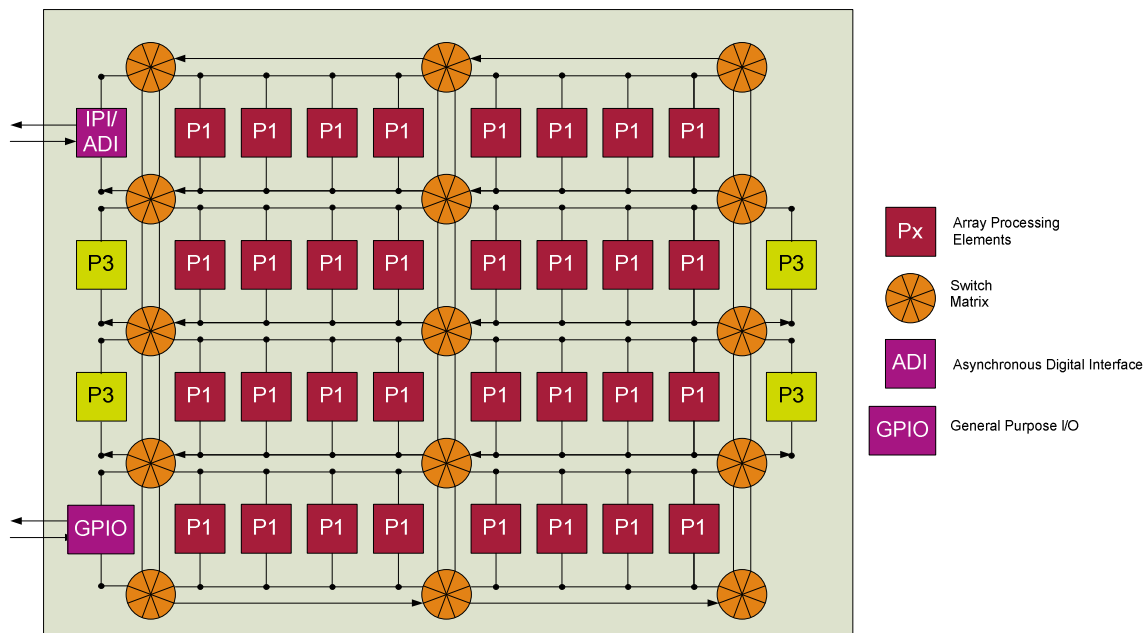 IPI/
ADI
P1 P1 P1 P1 P1 P1 P1 P1
P3 P1 P1 P1 P1 P1 P1 P1 P1 P3
P3 P1 P1 P1 P1 P1 P1 P1 P1 P3
GPIO P1 P1 P1 P1 P1 P1 P1 P1
Px
Array Processing
Elements
Switch
Matrix
ADI
Asynchronous Digital Interface
GPIO
General Purpose I/O